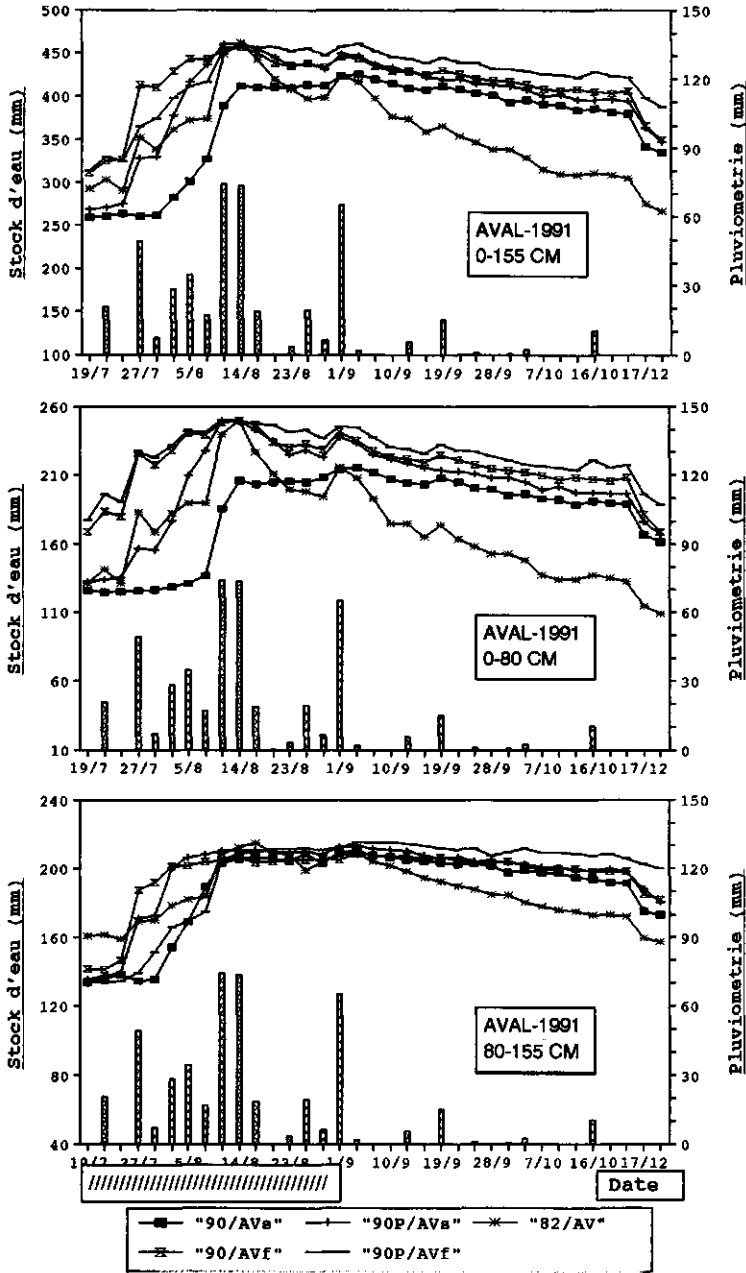 500
450
400
350
300
250
200
150
100
Stock d'eau (mm)
150
120
90
60
30
0
Pluviometrie (mm)
AVAL-1991
0-155 CM
19/7 27/7 5/8 14/8 23/8 1/9 10/9 19/9 28/9 7/10 16/10 17/12
260
210
160
110
60
10
Stock d'eau (mm)
150
120
90
60
30
0
Pluviometrie (mm)
AVAL-1991
0-80 CM
19/7 27/7 5/8 14/8 23/8 1/9 10/9 19/9 28/9 7/10 16/10 17/12
240
200
160
120
80
40
Stock d'eau (mm)
150
120
90
60
30
0
Pluviometrie (mm)
AVAL-1991
80-155 CM
19/7 27/7 5/8 14/8 23/8 1/9 10/9 19/9 28/9 7/10 16/10 17/12
Date
"90/AVs" "90P/AVs" "82/AV"
"90/AVf" "90P/AVf"